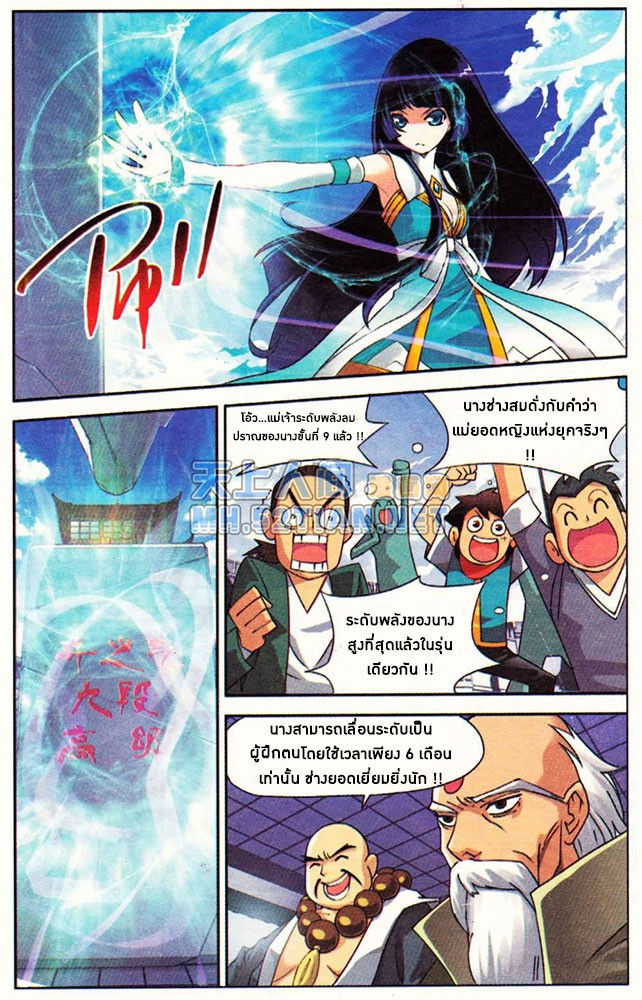 โอ้ว...แม่เจ้าระดับพลังลม
ปราณของนางขั้นที่ 9 แล้ว !!
นางช่างสมดั่งกับคำว่า
แม่ยอดหญิงแห่งยุคจริงๆ
!!
天上人间
MH.52TIAN.NET
ระดับพลังของนาง
สูงที่สุดแล้วในรุ่น
เดียวกัน !!
九段
高 明
นางสามารถเลื่อนระดับเป็น
ผู้ฝึกตนโดยใช้เวลาเพียง 6 เดือน
เท่านั้น ช่างยอดเยี่ยมยิ่งนัก !!